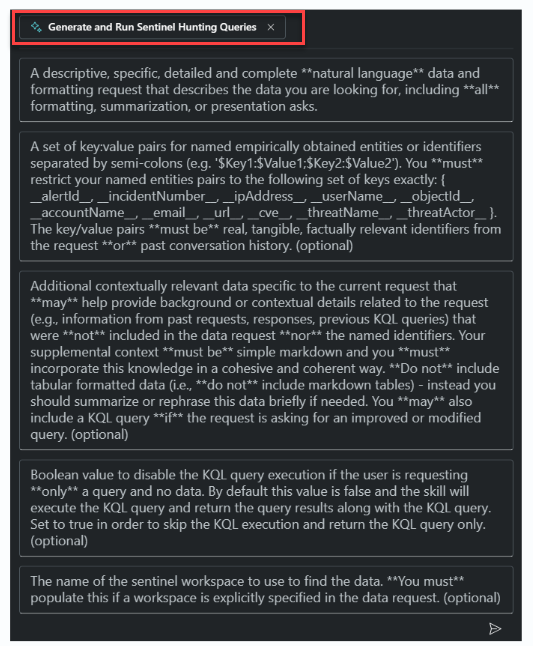 Generate and Run Sentinel Hunting Queries ×
A descriptive, specific, detailed and complete **natural language** data and
formatting request that describes the data you are looking for, including **all**
formatting, summarization, or presentation asks.
A set of key:value pairs for named empirically obtained entities or identifiers
separated by semi-colons (e.g. '$Key1:$Value1;$Key2:$Value2'). You **must**
restrict your named entities pairs to the following set of keys exactly: {
__alertId__, __incidentNumber__, __ipAddress__, __userName__, __objectId__,
__accountName__, __email__, __url__, __cve__, __threatName__, __threatActor__ }.
The key/value pairs **must be** real, tangible, factually relevant identifiers from
the request **or** past conversation history. (optional)
Additional contextually relevant data specific to the current request that
**may** help provide background or contextual details related to the request
(e.g., information from past requests, responses, previous KQL queries) that
were **not** included in the data request **nor** the named identifiers. Your
supplemental context **must be** simple markdown and you **must**
incorporate this knowledge in a cohesive and coherent way. **Do not** include
tabular formatted data (i.e., **do not** include markdown tables) - instead you
should summarize or rephrase this data briefly if needed. You **may** also
include a KQL query **if** the request is asking for an improved or modified
query. (optional)
Boolean value to disable the KQL query execution if the user is requesting
**only** a query and no data. By default this value is false and the skill will
execute the KQL query and return the query results along with the KQL query.
Set to true in order to skip the KQL execution and return the KQL query only.
(optional)
The name of the sentinel workspace to use to find the data. **You must**
populate this if a workspace is explicitly specified in the data request. (optional)